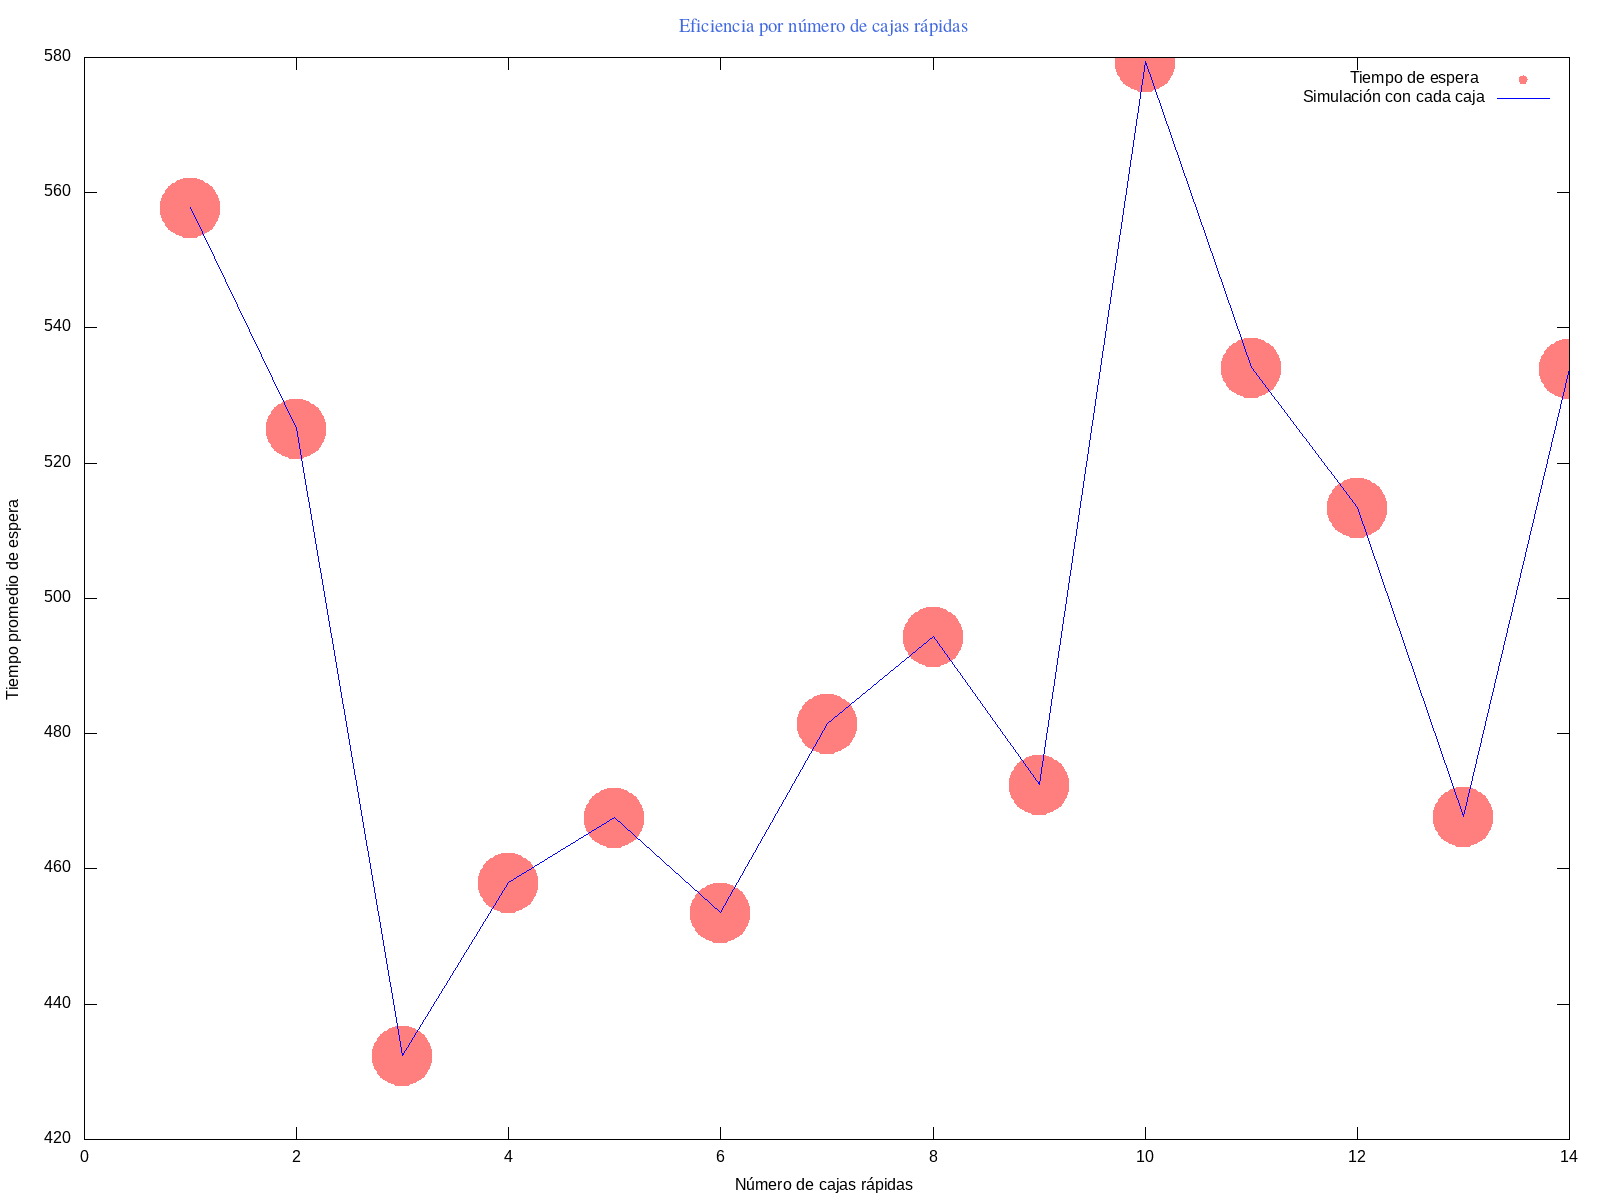 Eficiencia por número de cajas rápidas
580
560
540
520
500
480
460
440
420
Tiempo promedio de espera
Tiempo de espera
Simulación con cada caja
0 2 4 6 8 10 12 14
Número de cajas rápidas